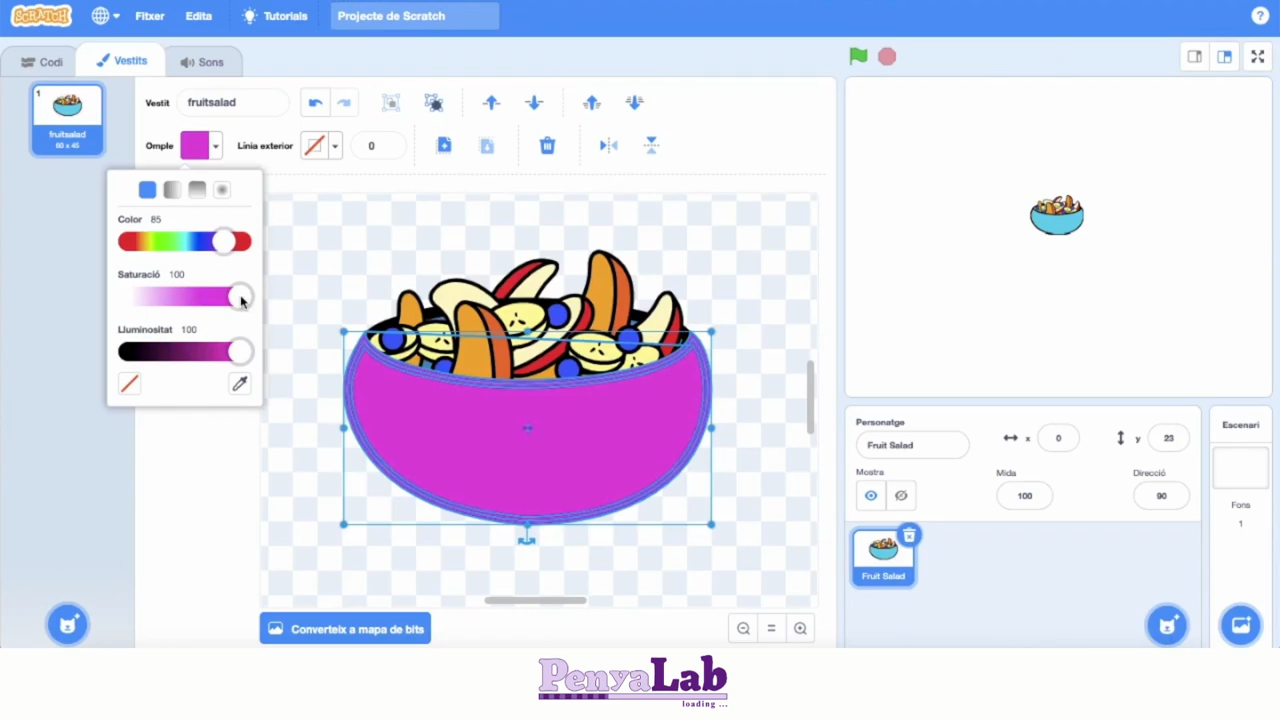 SCRATCH
Fitxer
Edita
Tutorials
Projecte de Scratch
?
Codi
Vestits
Sons
1
fruitsalad
60 x 45
Vestit
fruitsalad
Omple
Linia exterior
0
Color 85
Saturació 100
Lluminositat 100
Converteix a mapa de bits
=
Personatge
Fruit Salad
x
0
y
23
Mostra
Mida
100
Direcció
90
Fruit Salad
Escenari
Fons
1
PenyaLab
loading ...